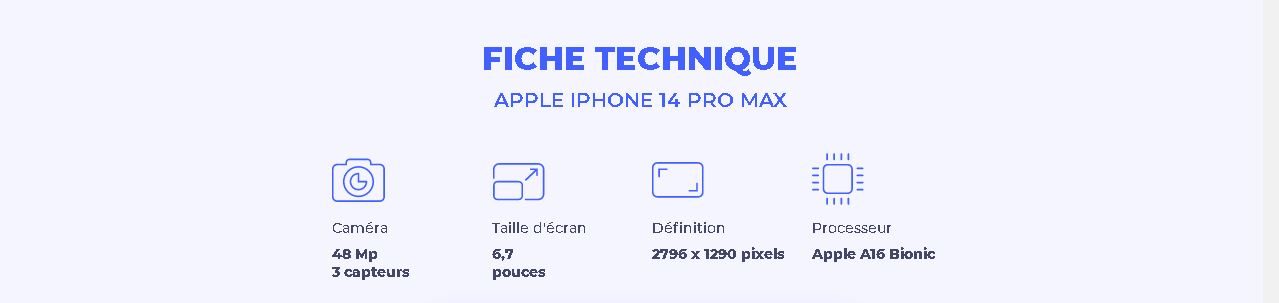 FICHE TECHNIQUE
APPLE IPHONE 14 PRO MAX
Caméra
48 Mp
3 capteurs
Taille d'écran
6,7
pouces
Définition
2796 x 1290 pixels
Processeur
Apple A16 Bionic